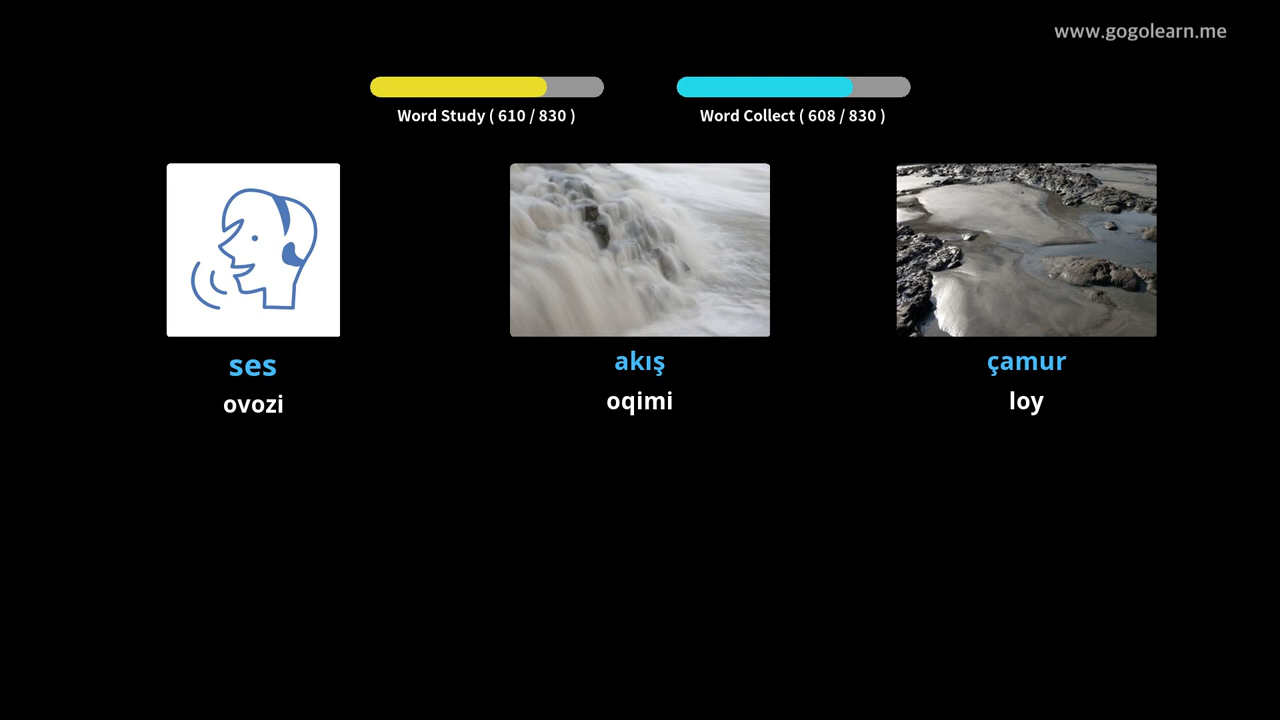 www.gogolearn.me
Word Study ( 610 / 830 )
Word Collect ( 608 / 830 )
ses
ovozi
akış
oqimi
çamur
loy